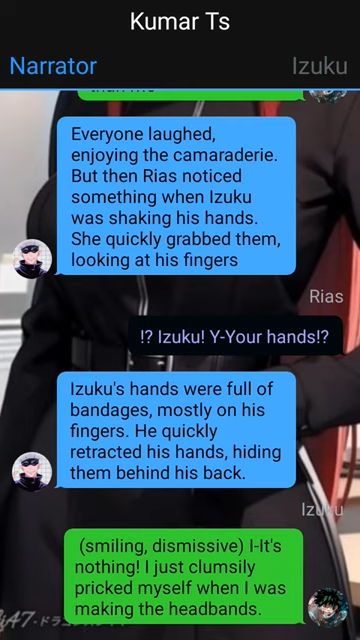 Kumar Ts
Narrator
Izuku
than me
Everyone laughed,
enjoying the camaraderie.
But then Rias noticed
something when Izuku
was shaking his hands.
She quickly grabbed them,
looking at his fingers
Rias
!? Izuku! Y-Your hands!?
Izuku's hands were full of
bandages, mostly on his
fingers. He quickly
retracted his hands, hiding
them behind his back.
Izuku
(smiling, dismissive) I-It's
nothing! I just clumsily
pricked myself when I was
making the headbands.